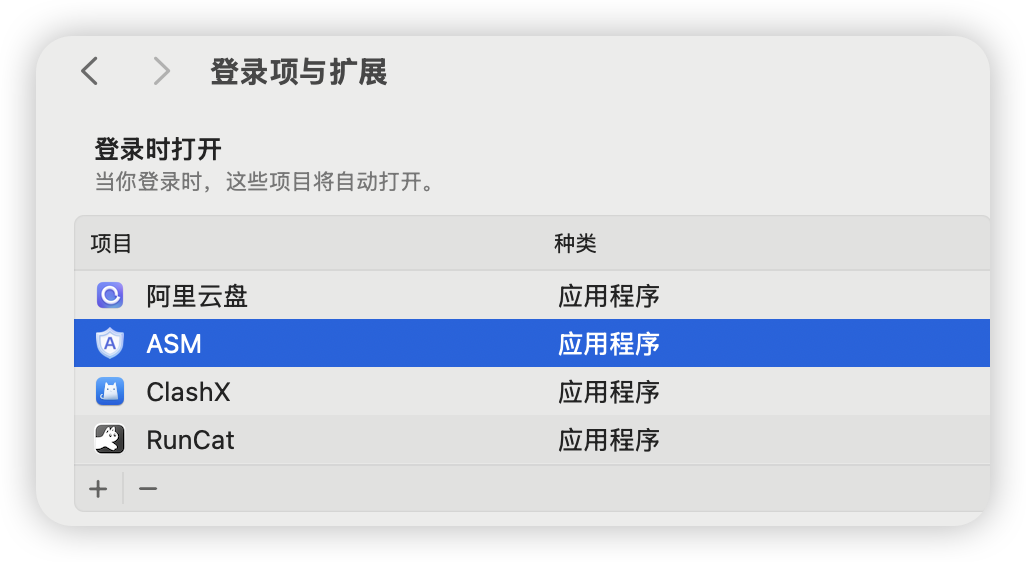 登录项与扩展
登录时打开
当你登录时，这些项目将自动打开。
项目 种类
阿里云盘 应用程序
A ASM 应用程序
ClashX 应用程序
RunCat 应用程序